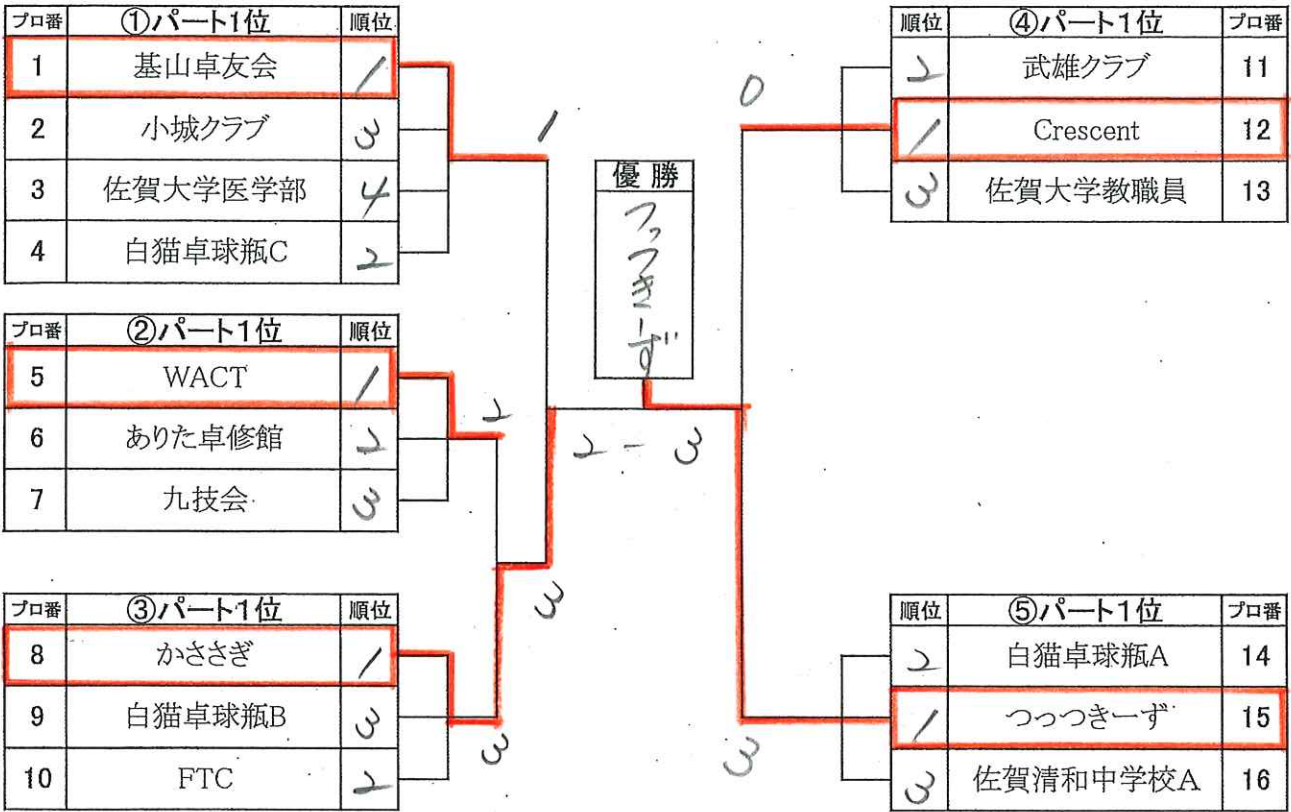 プロ番 ①パート1位 順位
1 基山卓友会 1
2 小城クラブ 3
3 佐賀大学医学部 4
4 白猫卓球瓶C 2
プロ番 ②パート1位 順位
5 WACT 1
6 ありた卓修館 2
7 九技会 3
プロ番 ③パート1位 順位
8 かささぎ 1
9 白猫卓球瓶B 3
10 FTC 2
1
2
3
3
優勝
つっつきーず
2 - 3
0
3
順位 ④パート1位 プロ番
2 武雄クラブ 11
1 Crescent 12
3 佐賀大学教職員 13
順位 ⑤パート1位 プロ番
2 白猫卓球瓶A 14
1 つっつきーず 15
3 佐賀清和中学校A 16